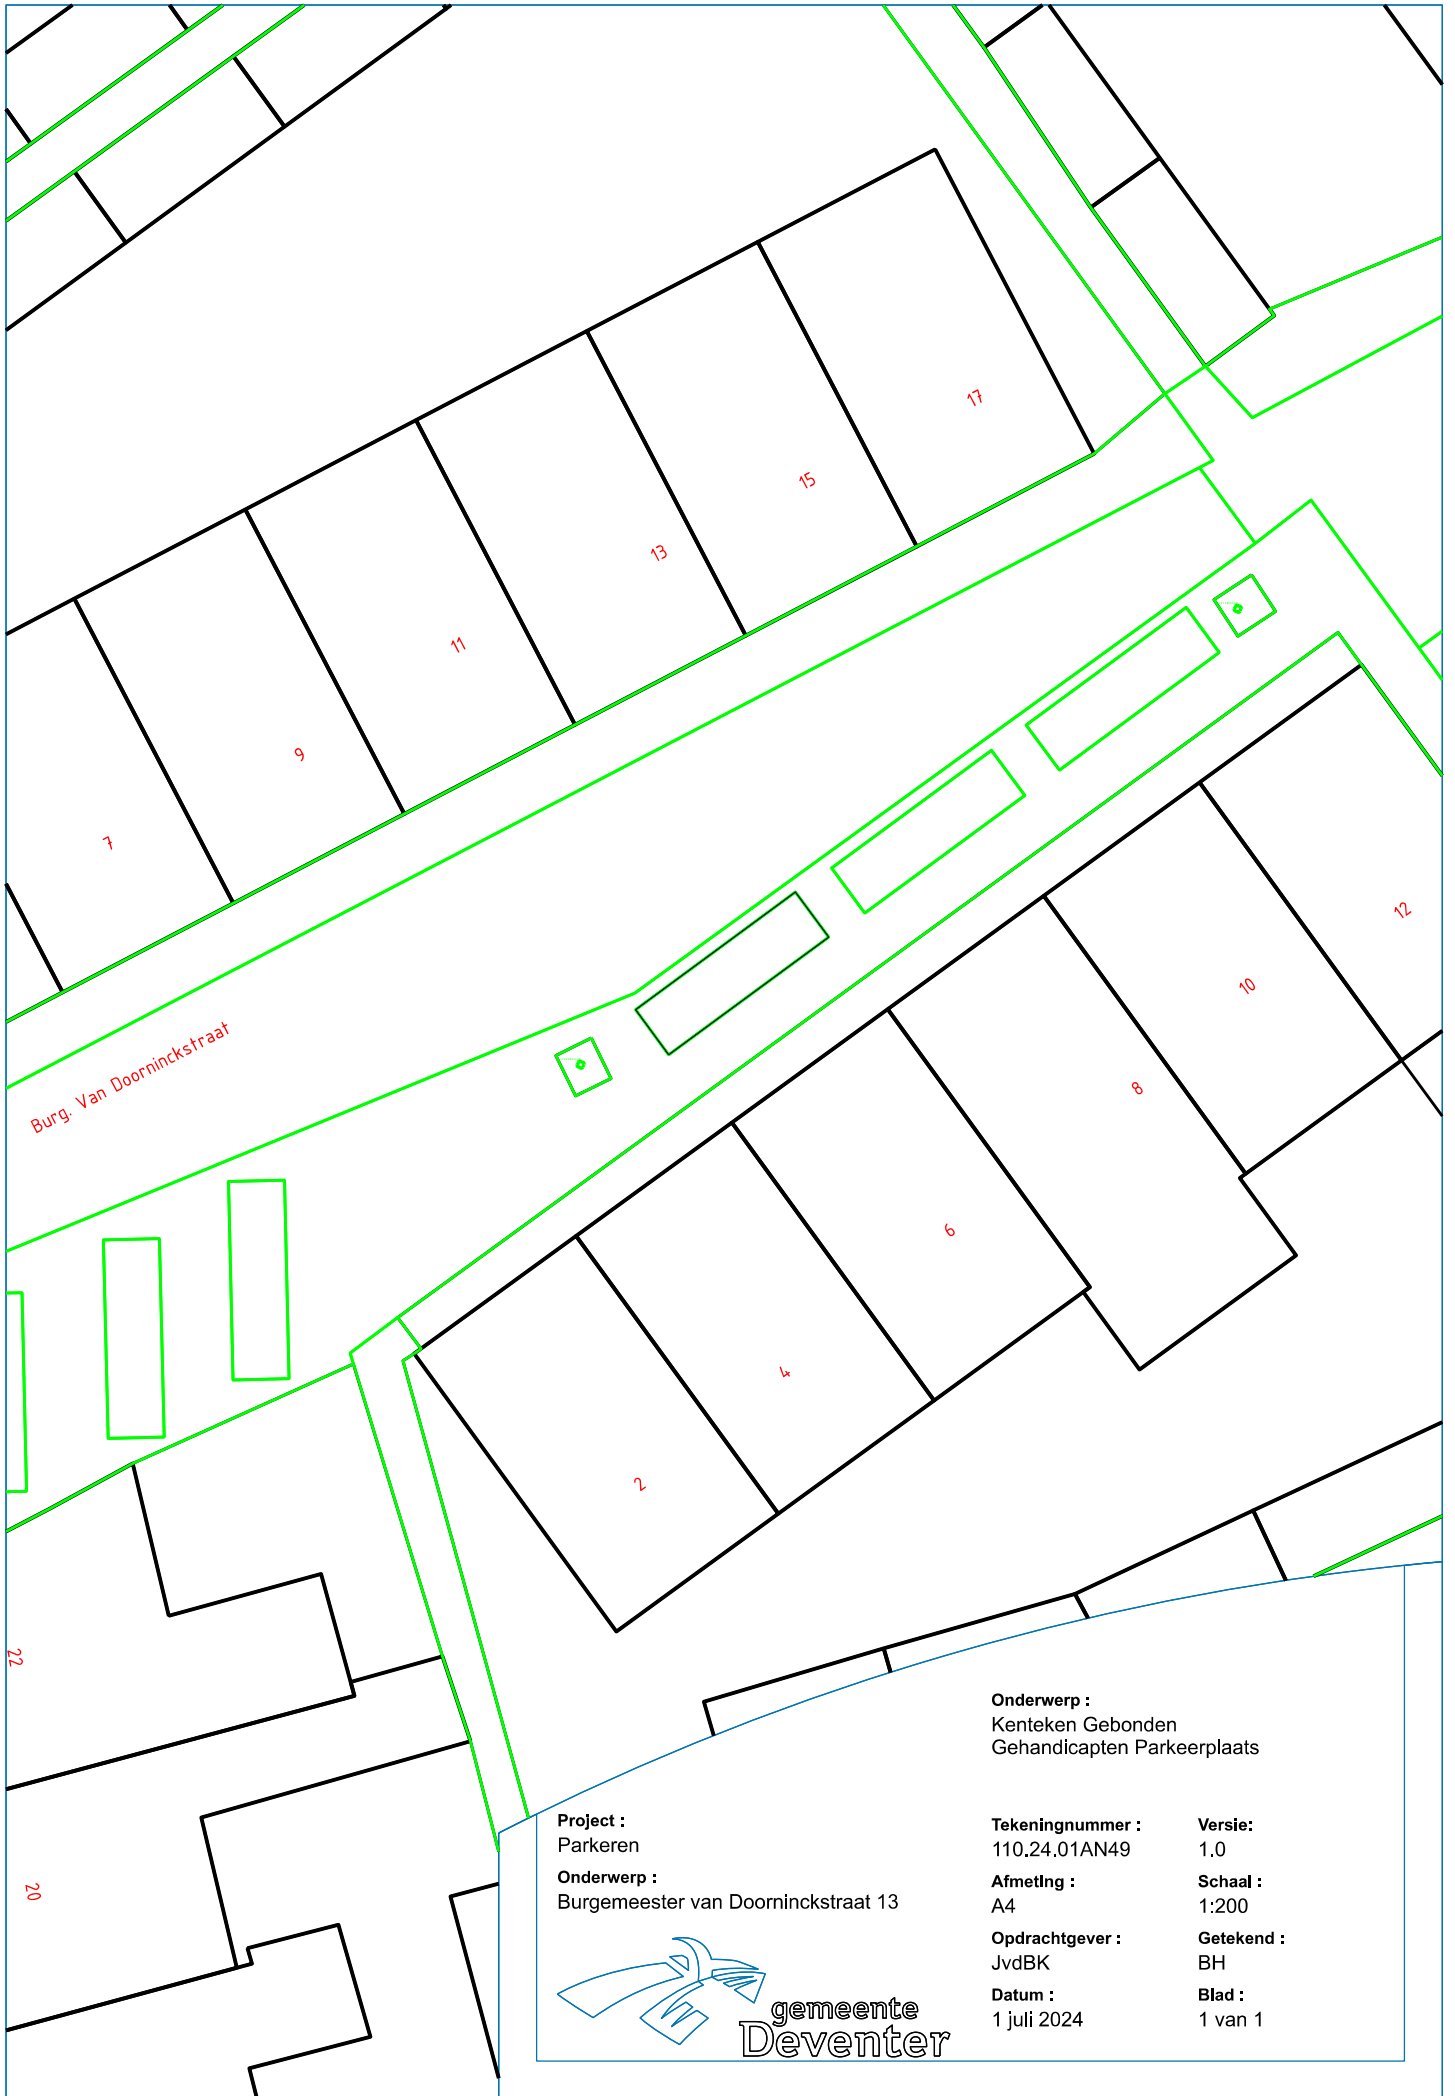 17
15
13
11
9
7
12
10
8
6
4
2
Burg. Van Doorninckstraat
22
20
Onderwerp :
Kenteken Gebonden
Gehandicapten Parkeerplaats
Project :
Parkeren
Onderwerp :
Burgemeester van Doorninckstraat 13
Tekeningnummer :
110.24.01AN49
Versie:
1.0
Afmeting :
A4
Schaal :
1:200
Opdrachtgever :
JvdBK
Getekend :
BH
Datum :
1 juli 2024
Blad :
1 van 1
gemeente
Deventer